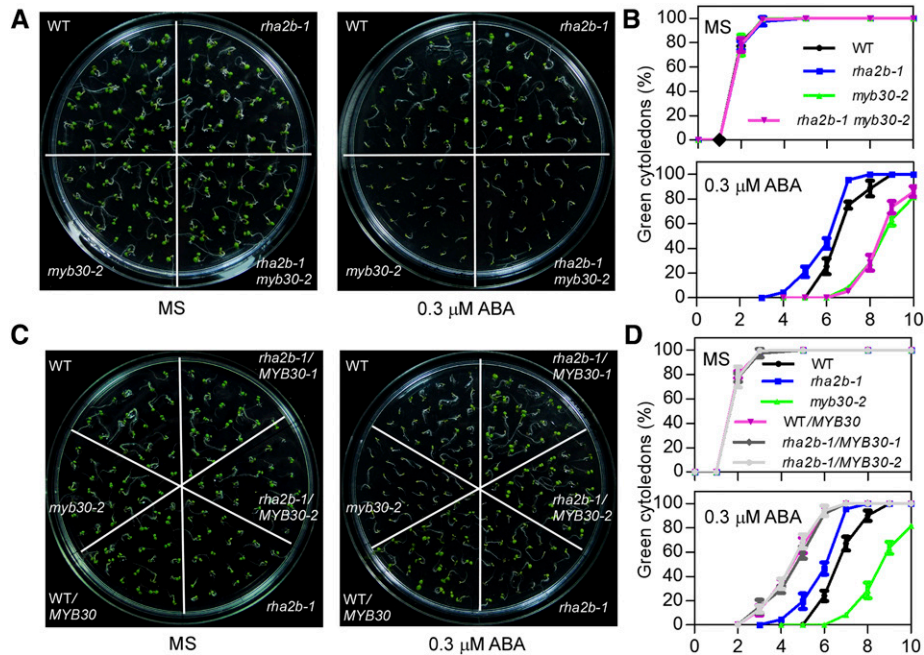 A
WT
rha2b-1
myb30-2
rha2b-1
myb30-2
MS
WT
rha2b-1
myb30-2
rha2b-1
myb30-2
0.3 μM ABA
B
MS
WT
rha2b-1
myb30-2
rha2b-1 myb30-2
100
80
60
40
20
0
Green cytoledons (%)
0.3 μM ABA
100
80
60
40
20
0
0 2 4 6 8 10
C
WT
rha2b-1/
MYB30-1
myb30-2
rha2b-1/
MYB30-2
WT/
MYB30
rha2b-1
MS
WT
rha2b-1/
MYB30-1
myb30-2
rha2b-1/
MYB30-2
WT/
MYB30
rha2b-1
0.3 μM ABA
D
MS
WT
rha2b-1
myb30-2
WT/MYB30
rha2b-1/MYB30-1
rha2b-1/MYB30-2
100
80
60
40
20
0
Green cytoledons (%)
0.3 μM ABA
100
80
60
40
20
0
0 2 4 6 8 10